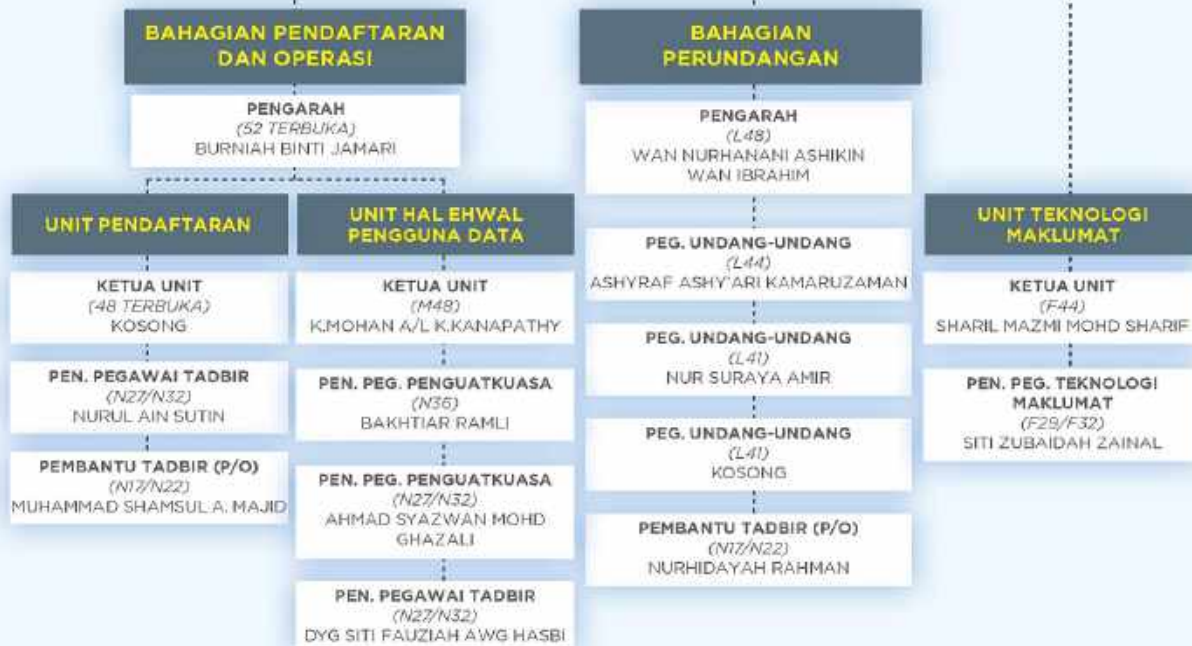 BAHAGIAN PENDAFTARAN
DAN OPERASI
PENGARAH
(52 TERBUKA)
BURNIAH BINTI JAMARI
UNIT PENDAFTARAN
KETUA UNIT
(48 TERBUKA)
KOSONG
PEN. PEGAWAI TADBIR
(N27/N32)
NURUL AIN SUTIN
PEMBANTU TADBIR (P/O)
(N17/N22)
MUHAMMAD SHAMSUL A. MAJID
UNIT HAL EHWAL
PENGGUNA DATA
KETUA UNIT
(M48)
K.MOHAN A/L K.KANAPATHY
PEN. PEG. PENGUATKUASA
(N36)
BAKHTIAR RAMLI
PEN. PEG. PENGUATKUASA
(N27/N32)
AHMAD SYAZWAN MOHD
GHAZALI
PEN. PEGAWAI TADBIR
(N27/N32)
DYG SITI FAUZIAH AWG HASBI
BAHAGIAN
PERUNDANGAN
PENGARAH
(L48)
WAN NURHANANI ASHIKIN
WAN IBRAHIM
PEG. UNDANG-UNDANG
(L44)
ASHYRAF ASHY'ARI KAMARUZAMAN
PEG. UNDANG-UNDANG
(L41)
NUR SURAYA AMIR
PEG. UNDANG-UNDANG
(L41)
KOSONG
PEMBANTU TADBIR (P/O)
(N17/N22)
NURHIDAYAH RAHMAN
UNIT TEKNOLOGI
MAKLUMAT
KETUA UNIT
(F44)
SHARIL MAZMI MOHD SHARIF
PEN. PEG. TEKNOLOGI
MAKLUMAT
(F29/F32)
SITI ZUBAIDAH ZAINAL